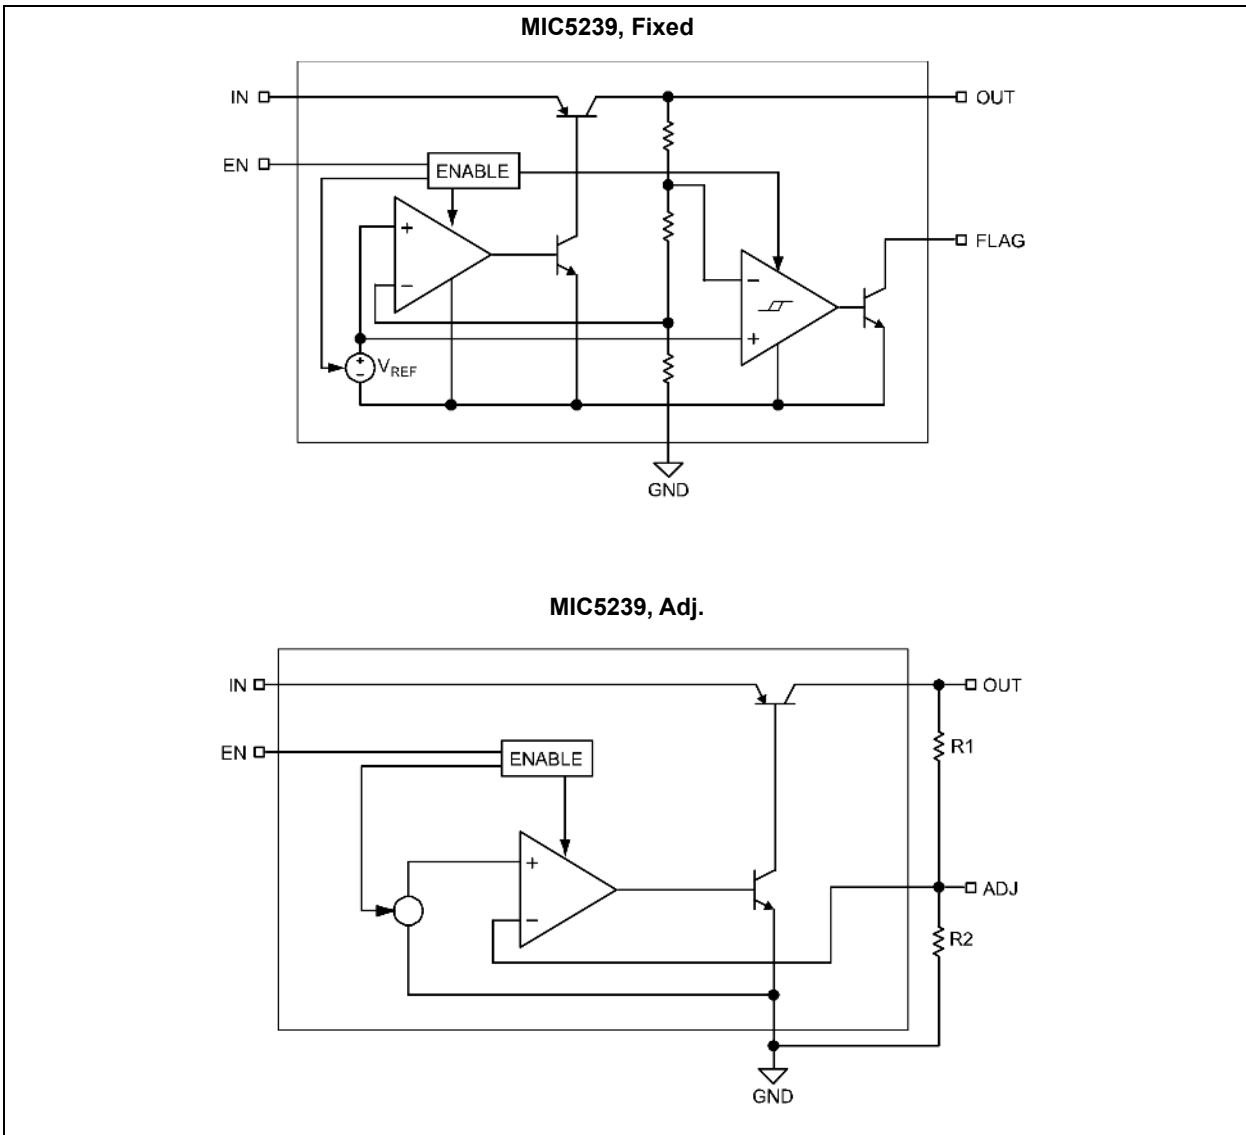 MIC5239, Fixed
IN
OUT
EN
ENABLE
+
−
FLAG
−
+
+
−
VREF
GND
MIC5239, Adj.
IN
OUT
R1
EN
ENABLE
+
−
ADJ
R2
GND